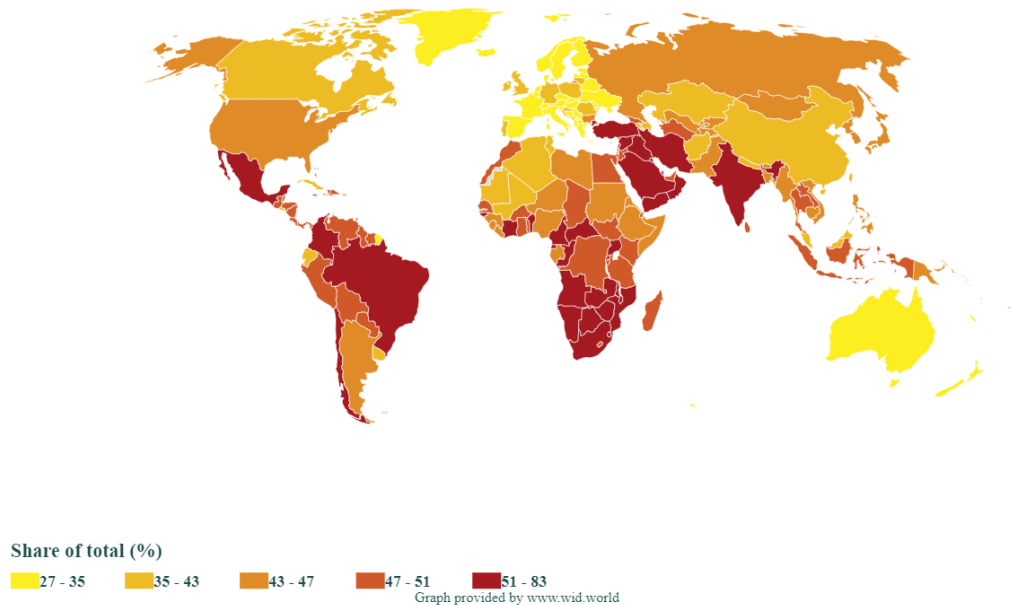 Share of total (%)
27 - 35 35 - 43 43 - 47 47 - 51 51 - 83
Graph provided by www.wid.world